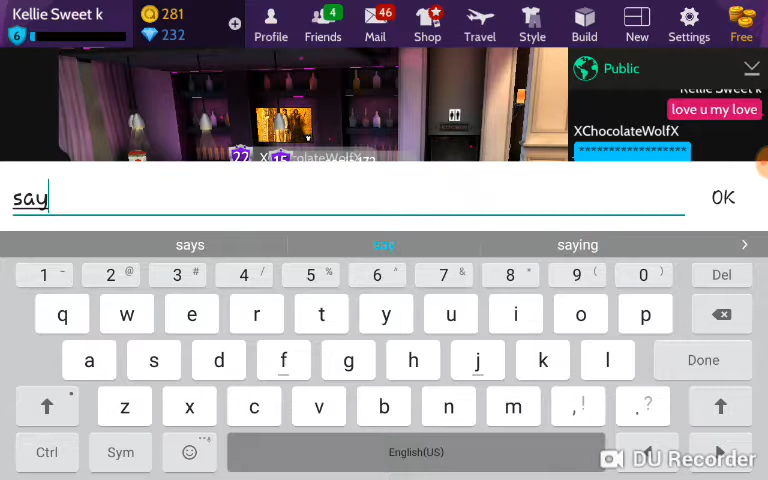 Kellie Sweet k
281
6
232
4
46
Profile
Friends
Mail
Shop
Travel
Style
Build
New
Settings
Free
Public
Kellie Sweet k
love u my love
XChocolateWolfX
******************
22
15
say
OK
says
saying
1 - 2 @ 3 # 4 / 5 % 6 ^ 7 & 8 * 9 ( 0 ) Del
q w e r t y u i o p
a s d f g h j k l Done
z x c v b n m , ! . ?
Ctrl Sym English(US)
DU Recorder